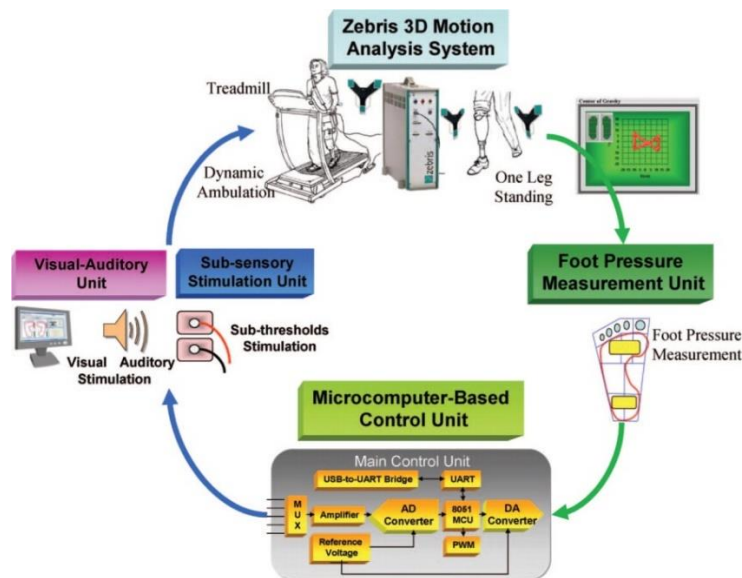 Zebris 3D Motion
Analysis System
Treadmill
Dynamic
Ambulation
zebris
One Leg
Standing
Center of Gravity
Foot Pressure
Measurement Unit
Foot Pressure
Measurement
Visual-Auditory
Unit
Sub-sensory
Stimulation Unit
Sub-thresholds
Stimulation
Visual Auditory
Stimulation
Microcomputer-Based
Control Unit
Main Control Unit
USB-to-UART Bridge
UART
MUX
Amplifier
AD
Converter
8051
MCU
DA
Converter
Reference
Voltage
PWM